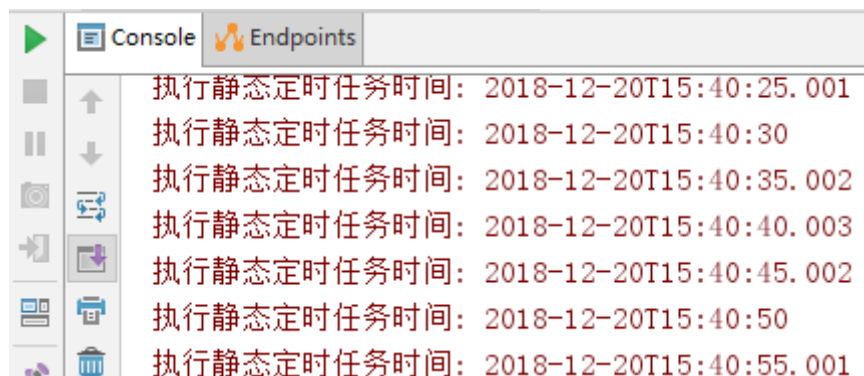 Console Endpoints
执行静态定时任务时间: 2018-12-20T15:40:25.001
执行静态定时任务时间: 2018-12-20T15:40:30
执行静态定时任务时间: 2018-12-20T15:40:35.002
执行静态定时任务时间: 2018-12-20T15:40:40.003
执行静态定时任务时间: 2018-12-20T15:40:45.002
执行静态定时任务时间: 2018-12-20T15:40:50
执行静态定时任务时间: 2018-12-20T15:40:55.001